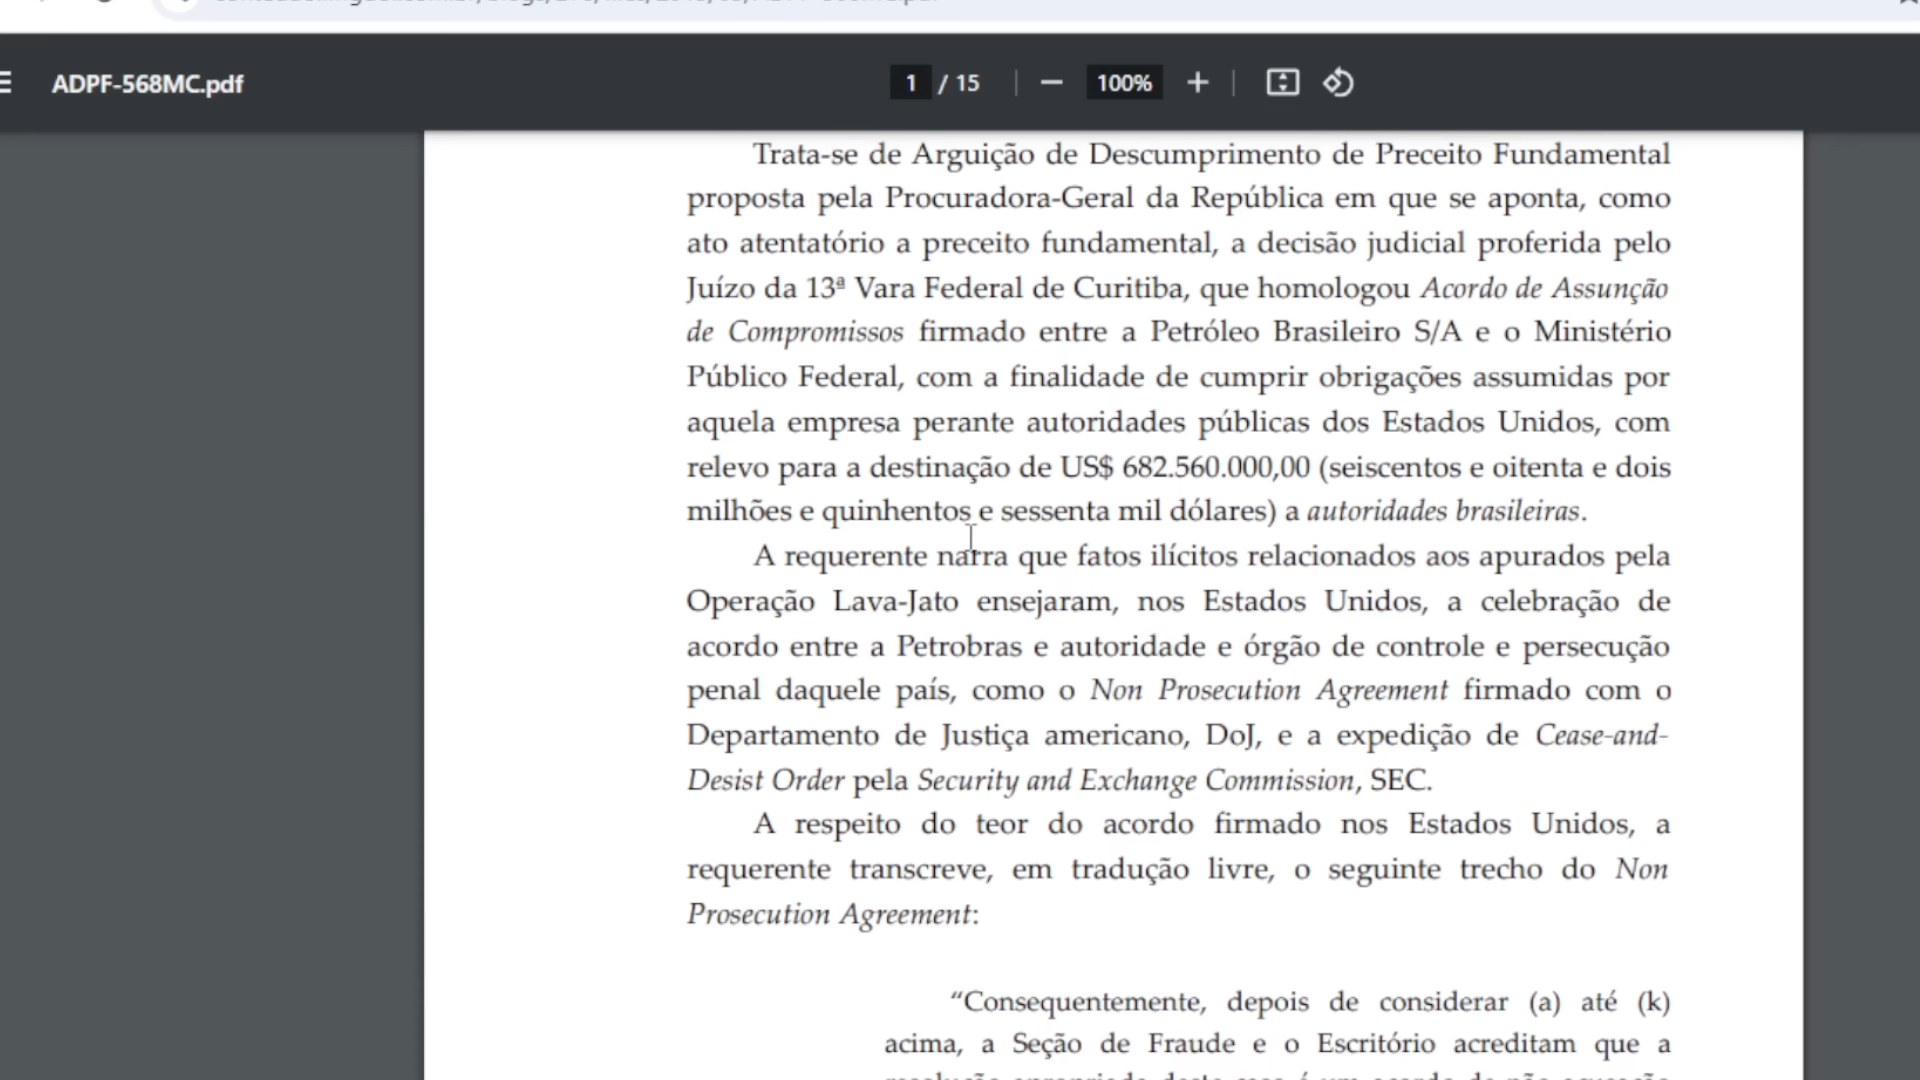 ADPF-568MC.pdf
1 / 15
100%
Trata-se de Arguição de Descumprimento de Preceito Fundamental
proposta pela Procuradora-Geral da República em que se aponta, como
ato atentatório a preceito fundamental, a decisão judicial proferida pelo
Juízo da 13ª Vara Federal de Curitiba, que homologou Acordo de Assunção
de Compromissos firmado entre a Petróleo Brasileiro S/A e o Ministério
Público Federal, com a finalidade de cumprir obrigações assumidas por
aquela empresa perante autoridades públicas dos Estados Unidos, com
relevo para a destinação de US$ 682.560.000,00 (seiscentos e oitenta e dois
milhões e quinhentos e sessenta mil dólares) a autoridades brasileiras.
A requerente narra que fatos ilícitos relacionados aos apurados pela
Operação Lava-Jato ensejaram, nos Estados Unidos, a celebração de
acordo entre a Petrobras e autoridade e órgão de controle e persecução
penal daquele país, como o Non Prosecution Agreement firmado com o
Departamento de Justiça americano, DoJ, e a expedição de Cease-and-
Desist Order pela Security and Exchange Commission, SEC.
A respeito do teor do acordo firmado nos Estados Unidos, a
requerente transcreve, em tradução livre, o seguinte trecho do Non
Prosecution Agreement:
“Consequentemente, depois de considerar (a) até (k)
acima, a Seção de Fraude e o Escritório acreditam que a